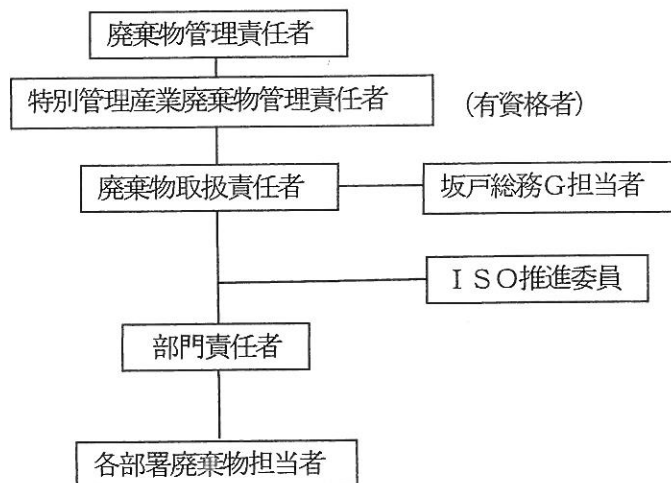 廃棄物管理責任者
特別管理産業廃棄物管理責任者 (有資格者)
廃棄物取扱責任者 坂戸総務G担当者
ISO推進委員
部門責任者
各部署廃棄物担当者